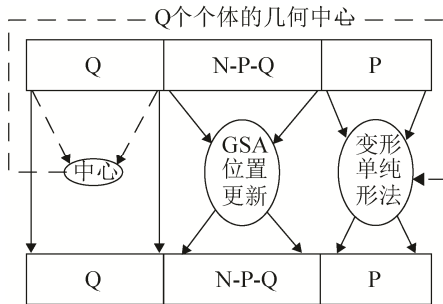 Q个个体的几何中心
Q N-P-Q P
中心
GSA
位置
更新
变形
单纯
形法
Q N-P-Q P